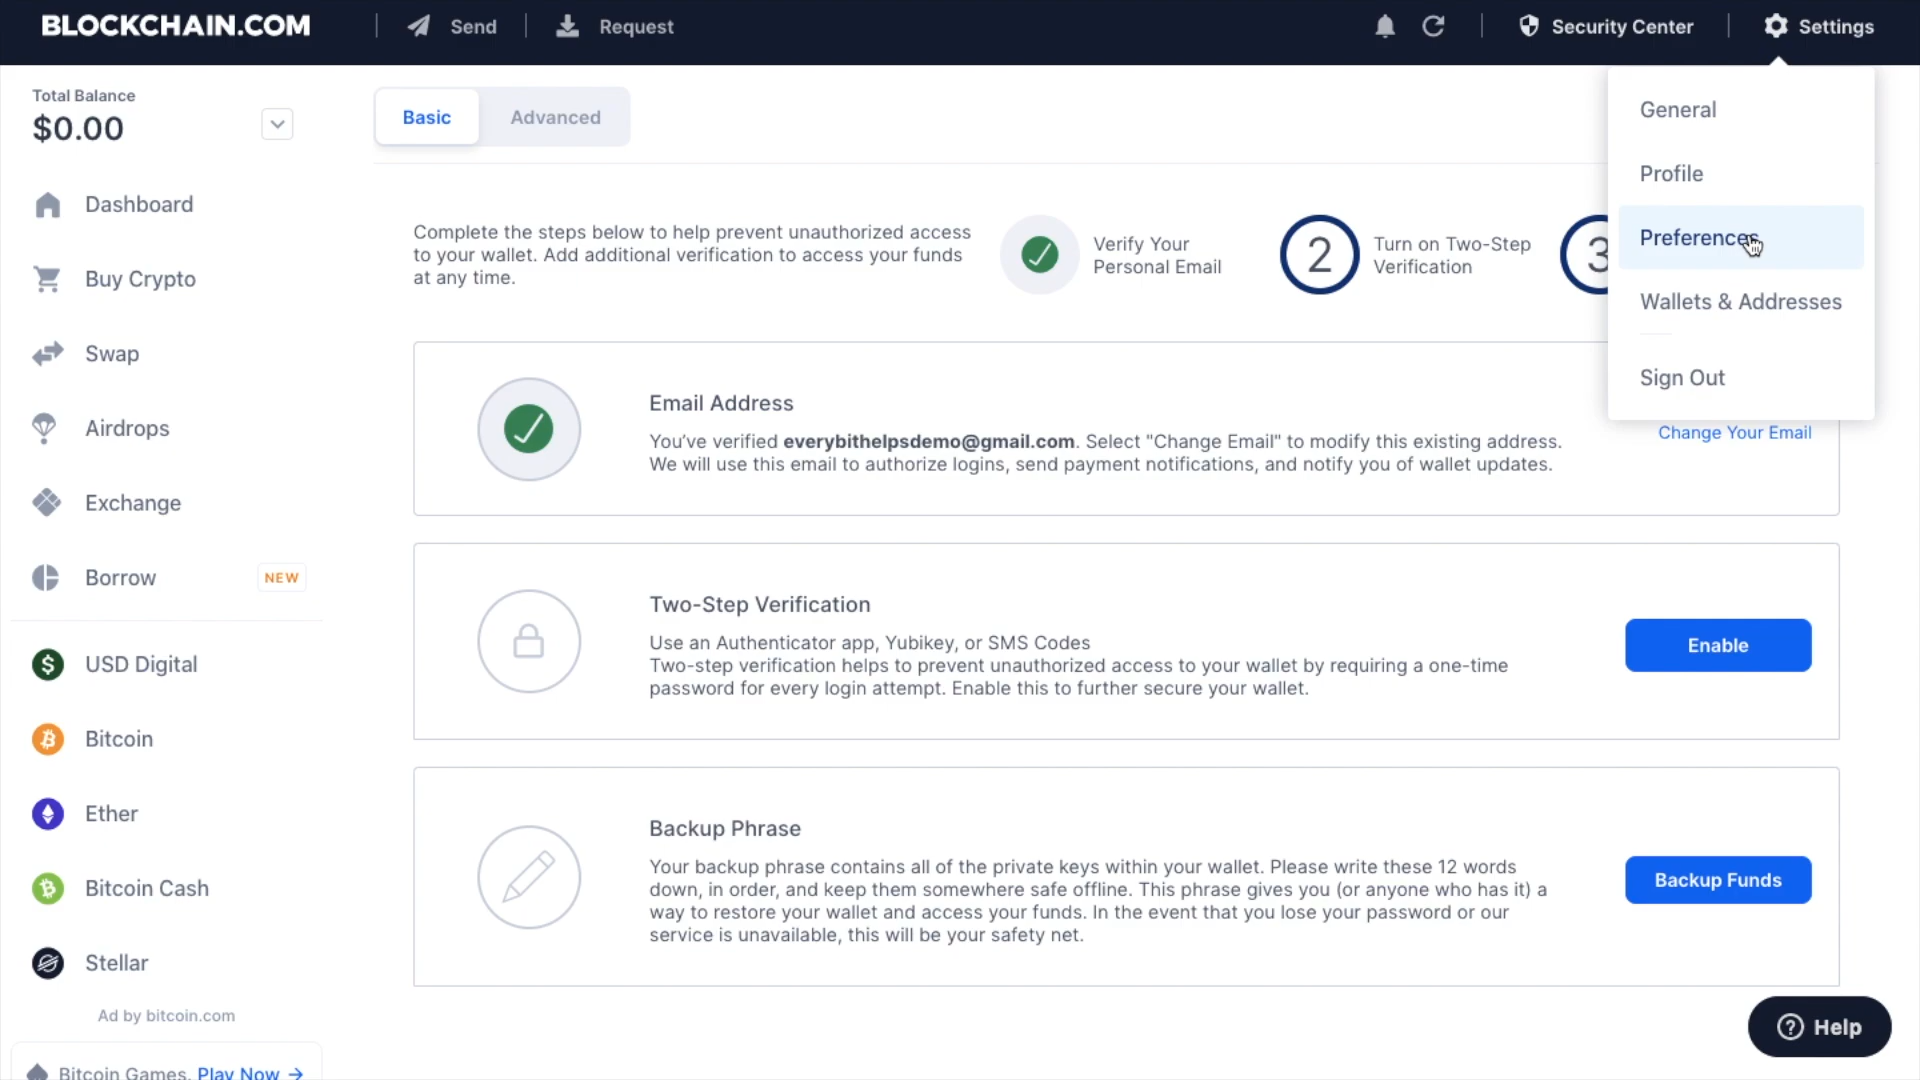 BLOCKCHAIN.COM
Send
Request
Security Center
Settings
Total Balance
$0.00
Basic
Advanced
General
Profile
Preferences
Wallets & Addresses
Sign Out
Dashboard
Buy Crypto
Swap
Airdrops
Exchange
Borrow
NEW
USD Digital
Bitcoin
Ether
Bitcoin Cash
Stellar
Ad by bitcoin.com
Bitcoin Games. Play Now →
Complete the steps below to help prevent unauthorized access
to your wallet. Add additional verification to access your funds
at any time.
Verify Your
Personal Email
2
Turn on Two-Step
Verification
3
Email Address
You've verified everybithelpsdemo@gmail.com. Select "Change Email" to modify this existing address.
We will use this email to authorize logins, send payment notifications, and notify you of wallet updates.
Change Your Email
Two-Step Verification
Use an Authenticator app, Yubikey, or SMS Codes
Two-step verification helps to prevent unauthorized access to your wallet by requiring a one-time
password for every login attempt. Enable this to further secure your wallet.
Enable
Backup Phrase
Your backup phrase contains all of the private keys within your wallet. Please write these 12 words
down, in order, and keep them somewhere safe offline. This phrase gives you (or anyone who has it) a
way to restore your wallet and access your funds. In the event that you lose your password or our
service is unavailable, this will be your safety net.
Backup Funds
Help